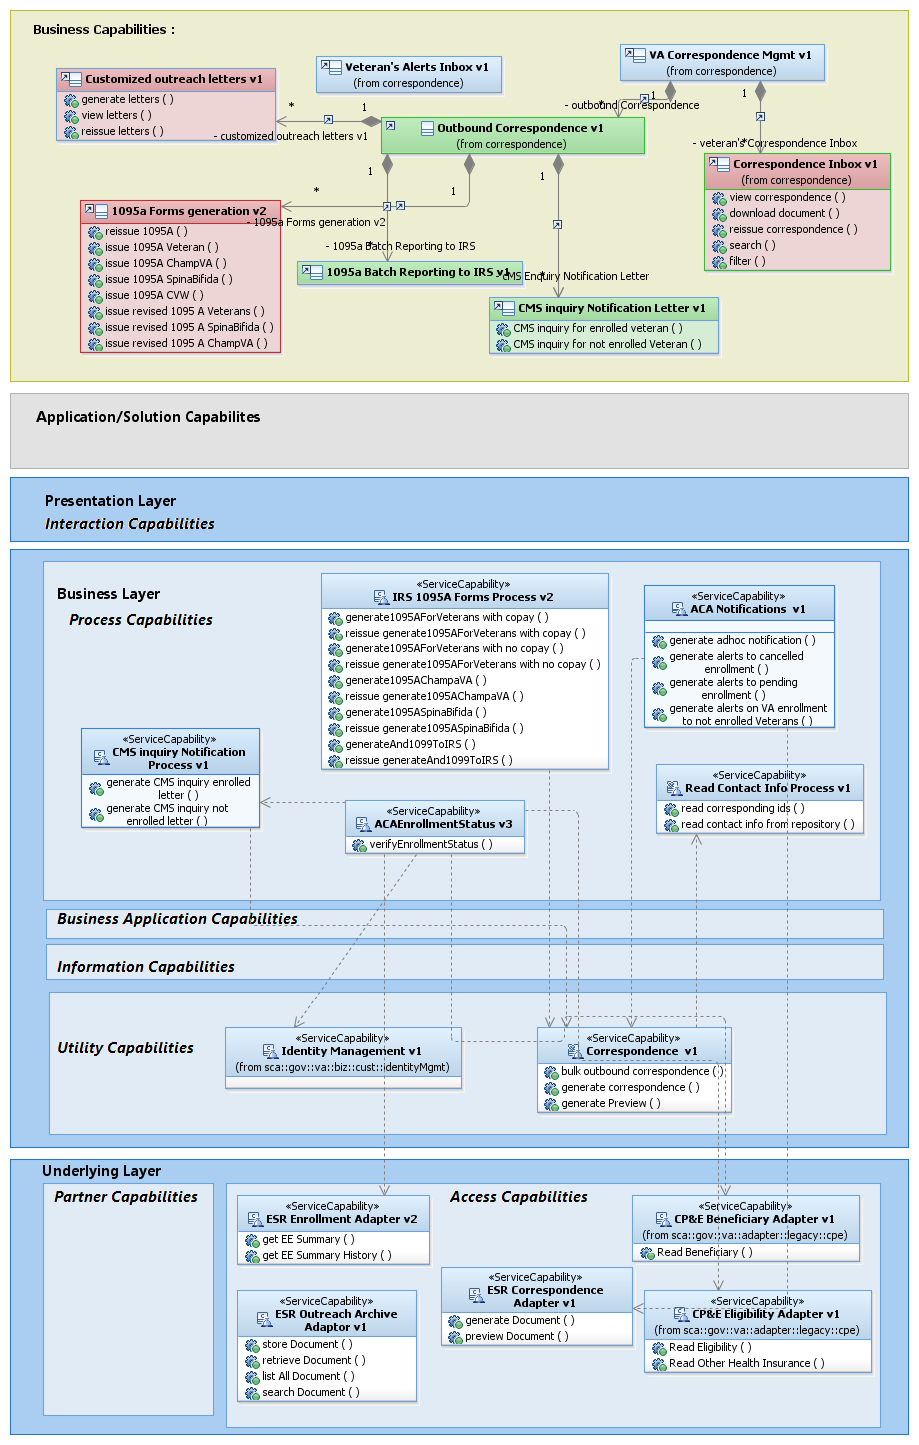 Business Capabilities :
Customized outreach letters v1
generate letters ( )
view letters ( )
reissue letters ( )
Veteran's Alerts Inbox v1
(from correspondence)
VA Correspondence Mgmt v1
(from correspondence)
*
1
- customized outreach letters v1
Outbound Correspondence v1
(from correspondence)
1
*
- outbound Correspondence
1
*
- veteran's Correspondence Inbox
Correspondence Inbox v1
(from correspondence)
view correspondence ( )
download document ( )
reissue correspondence ( )
search ( )
filter ( )
1
1
1
*
- 1095a Forms generation v2
1095a Forms generation v2
reissue 1095A ( )
issue 1095A Veteran ( )
issue 1095A ChampVA ( )
issue 1095A SpinaBifida ( )
issue 1095A CVW ( )
issue revised 1095 A Veterans ( )
issue revised 1095 A SpinaBifida ( )
issue revised 1095 A ChampVA ( )
*
- 1095a Batch Reporting to IRS
1095a Batch Reporting to IRS v1
*
- CMS Enquiry Notification Letter
CMS inquiry Notification Letter v1
CMS inquiry for enrolled veteran ( )
CMS inquiry for not enrolled Veteran ( )
Application/Solution Capabilites
Presentation Layer
Interaction Capabilities
Business Layer
Process Capabilities
«ServiceCapability»
IRS 1095A Forms Process v2
generate1095AForVeterans with copay ( )
reissue generate1095AForVeterans with copay ( )
generate1095AForVeterans with no copay ( )
reissue generate1095AForVeterans with no copay ( )
generate1095AChampaVA ( )
reissue generate1095AChampaVA ( )
generate1095ASpinaBifida ( )
reissue generate1095ASpinaBifida ( )
generateAnd1099ToIRS ( )
reissue generateAnd1099ToIRS ( )
«ServiceCapability»
ACA Notifications v1
generate adhoc notification ( )
generate alerts to cancelled
enrollment ( )
generate alerts to pending
enrollment ( )
generate alerts on VA enrollment
to not enrolled Veterans ( )
«ServiceCapability»
CMS inquiry Notification
Process v1
generate CMS inquiry enrolled
letter ( )
generate CMS inquiry not
enrolled letter ( )
«ServiceCapability»
ACAEnrollmentStatus v3
verifyEnrollmentStatus ( )
«ServiceCapability»
Read Contact Info Process v1
read corresponding ids ( )
read contact info from repository ( )
Business Application Capabilities
Information Capabilities
Utility Capabilities
«ServiceCapability»
Identity Management v1
(from sca::gov::va::biz::cust::identityMgmt)
«ServiceCapability»
Correspondence v1
bulk outbound correspondence ( )
generate correspondence ( )
generate Preview ( )
Underlying Layer
Partner Capabilities
Access Capabilities
«ServiceCapability»
ESR Enrollment Adapter v2
get EE Summary ( )
get EE Summary History ( )
«ServiceCapability»
CP&E Beneficiary Adapter v1
(from sca::gov::va::adapter::legacy::cpe)
Read Beneficiary ( )
«ServiceCapability»
ESR Correspondence
Adapter v1
generate Document ( )
preview Document ( )
«ServiceCapability»
ESR Outreach Archive
Adaptor v1
store Document ( )
retrieve Document ( )
list All Document ( )
search Document ( )
«ServiceCapability»
CP&E Eligibility Adapter v1
(from sca::gov::va::adapter::legacy::cpe)
Read Eligibility ( )
Read Other Health Insurance ( )